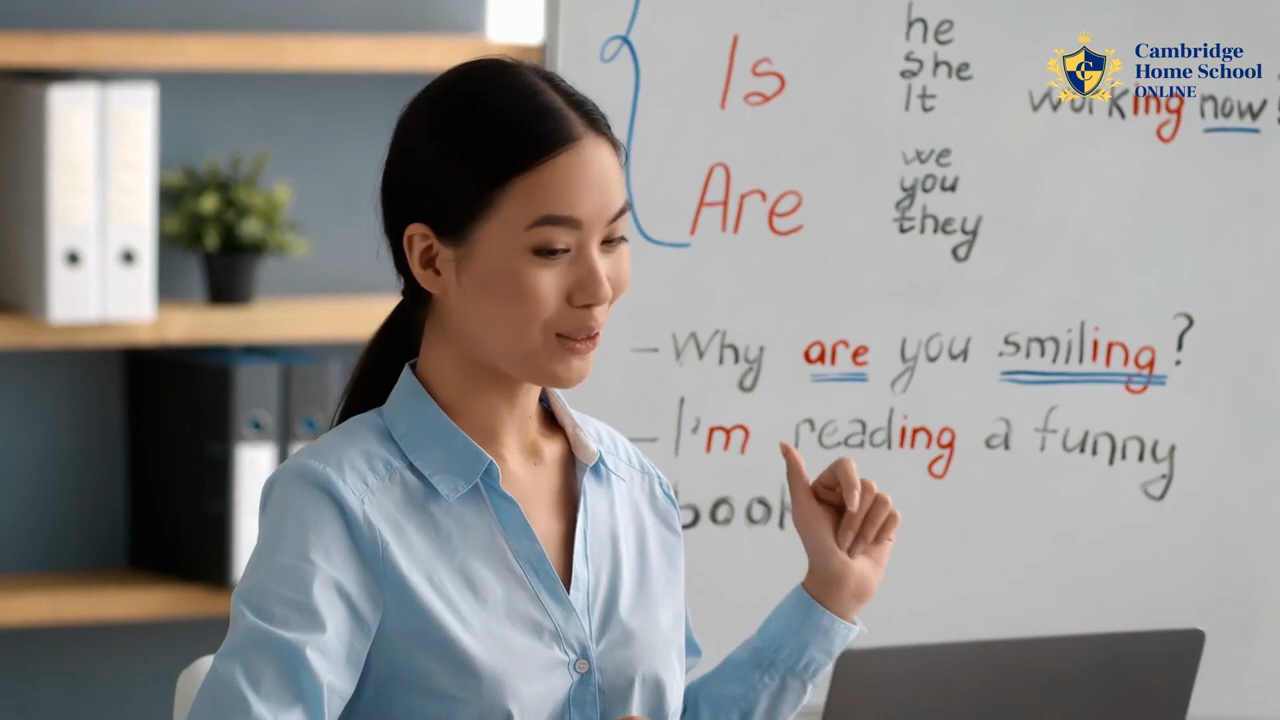 Is
Are
he
she
It
we
you
they
working now
Cambridge
Home School
ONLINE
– Why are you smiling?
– I'm reading a funny
book